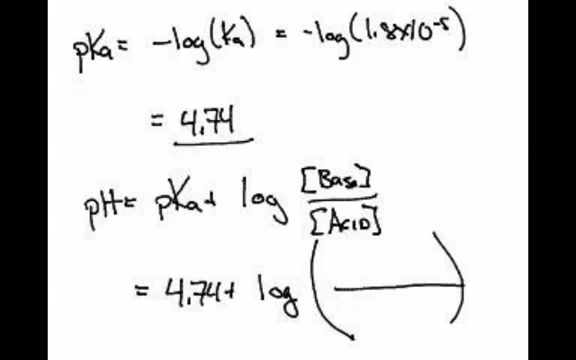 pKa = -log(Ka) = -log(1.8x10⁻⁵)
= 4.74
pH = pKa + log [Base]/[Acid]
= 4.74 + log ( — )